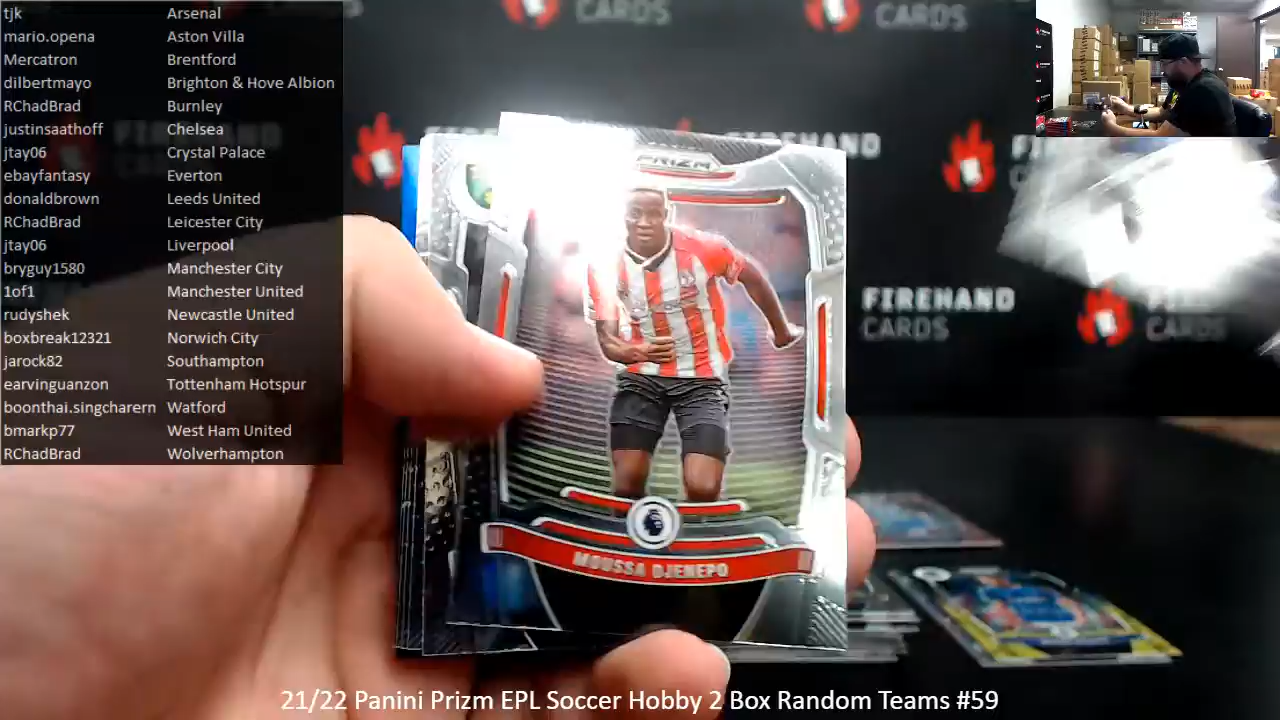 tjk Arsenal
mario.opena Aston Villa
Mercatron Brentford
dilbertmayo Brighton & Hove Albion
RChadBrad Burnley
justinsaathoff Chelsea
jtay06 Crystal Palace
ebayfantasy Everton
donaldbrown Leeds United
RChadBrad Leicester City
jtay06 Liverpool
bryguy1580 Manchester City
1of1 Manchester United
rudyshek Newcastle United
boxbreak12321 Norwich City
jarock82 Southampton
earvinguanzon Tottenham Hotspur
boonthai.singcharern Watford
bmarkp77 West Ham United
RChadBrad Wolverhampton
CARDS
CARDS
FIREHAND
FIREHAND
PRIZM
FIREHAND
CARDS
MOUSSA DJENEPO
21/22 Panini Prizm EPL Soccer Hobby 2 Box Random Teams #59